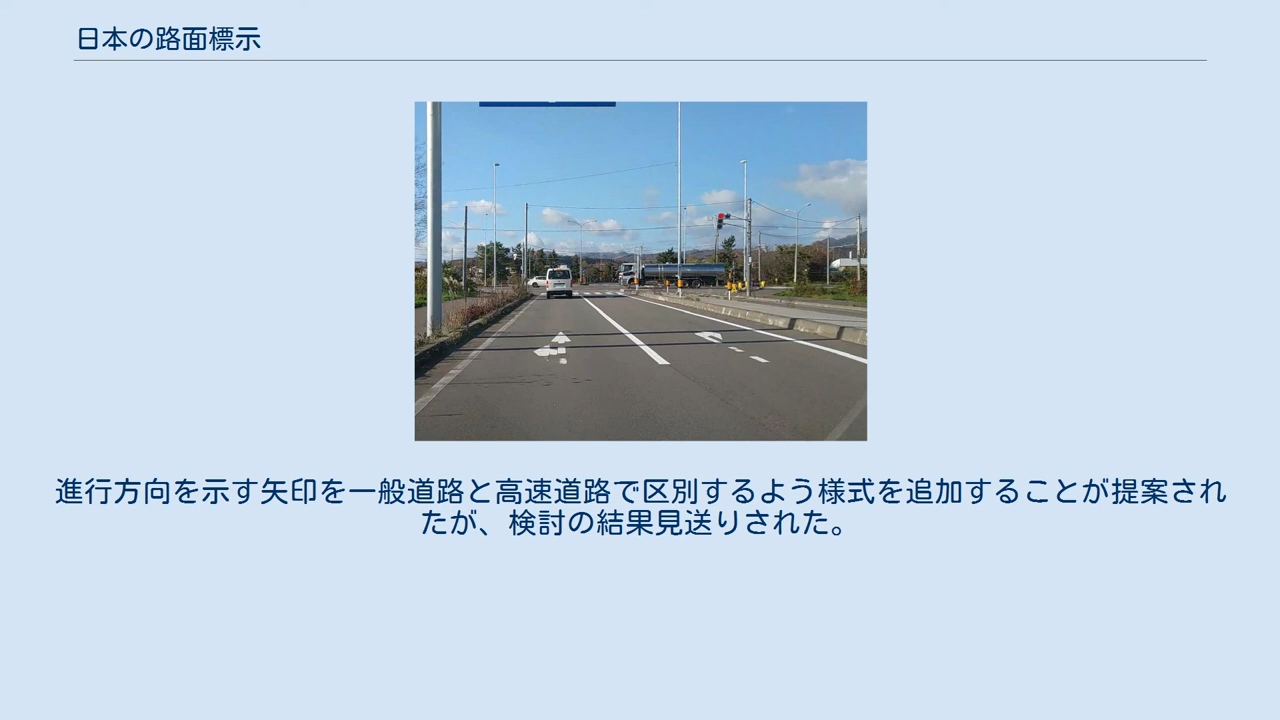 日本の路面標示
進行方向を示す矢印を一般道路と高速道路で区別するよう様式を追加することが提案され
たが、検討の結果見送りされた。